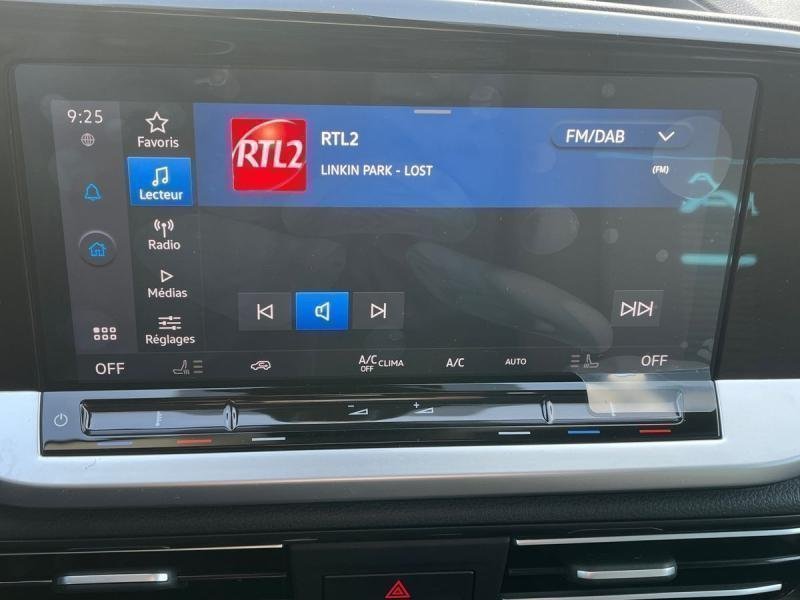 9:25
Favoris
RTL2
RTL2
FM/DAB
LINKIN PARK - LOST
(FM)
Lecteur
Radio
Médias
Réglages
OFF
A/C OFF CLIMA
A/C
AUTO
OFF